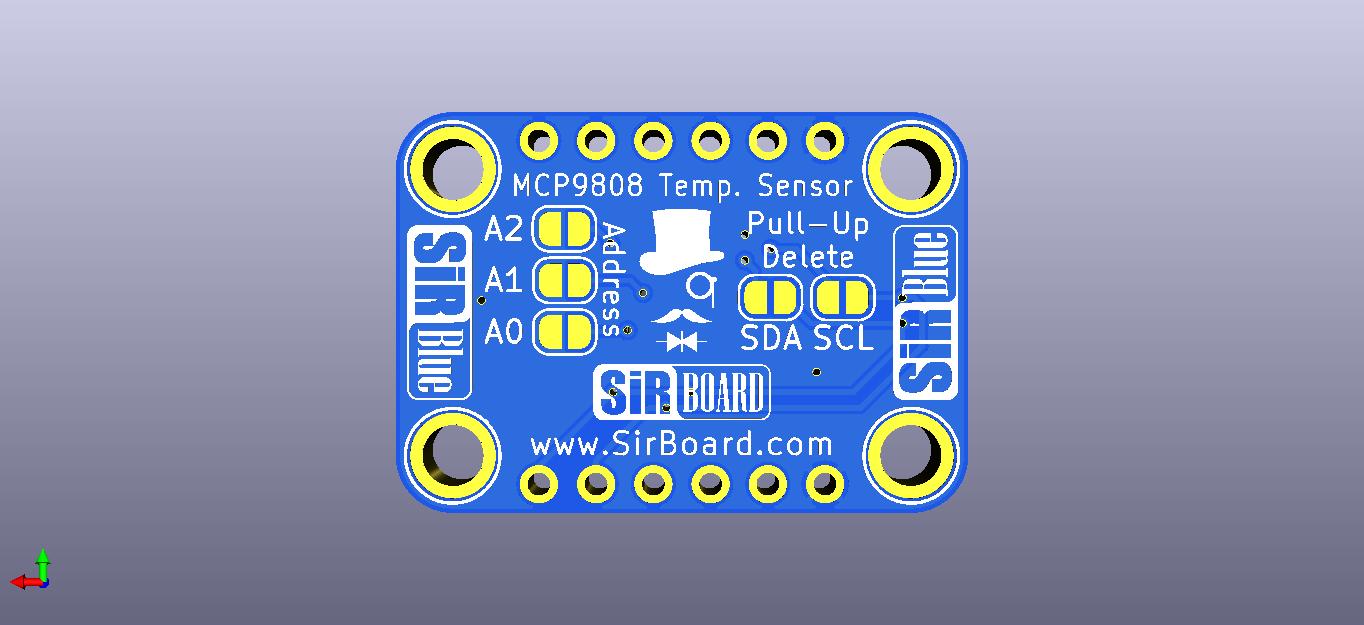 MCP9808 Temp. Sensor
A2
A1
A0
Address
Pull-Up
Delete
SDA SCL
SiR Blue
SiR Blue
SiR BOARD
www.SirBoard.com